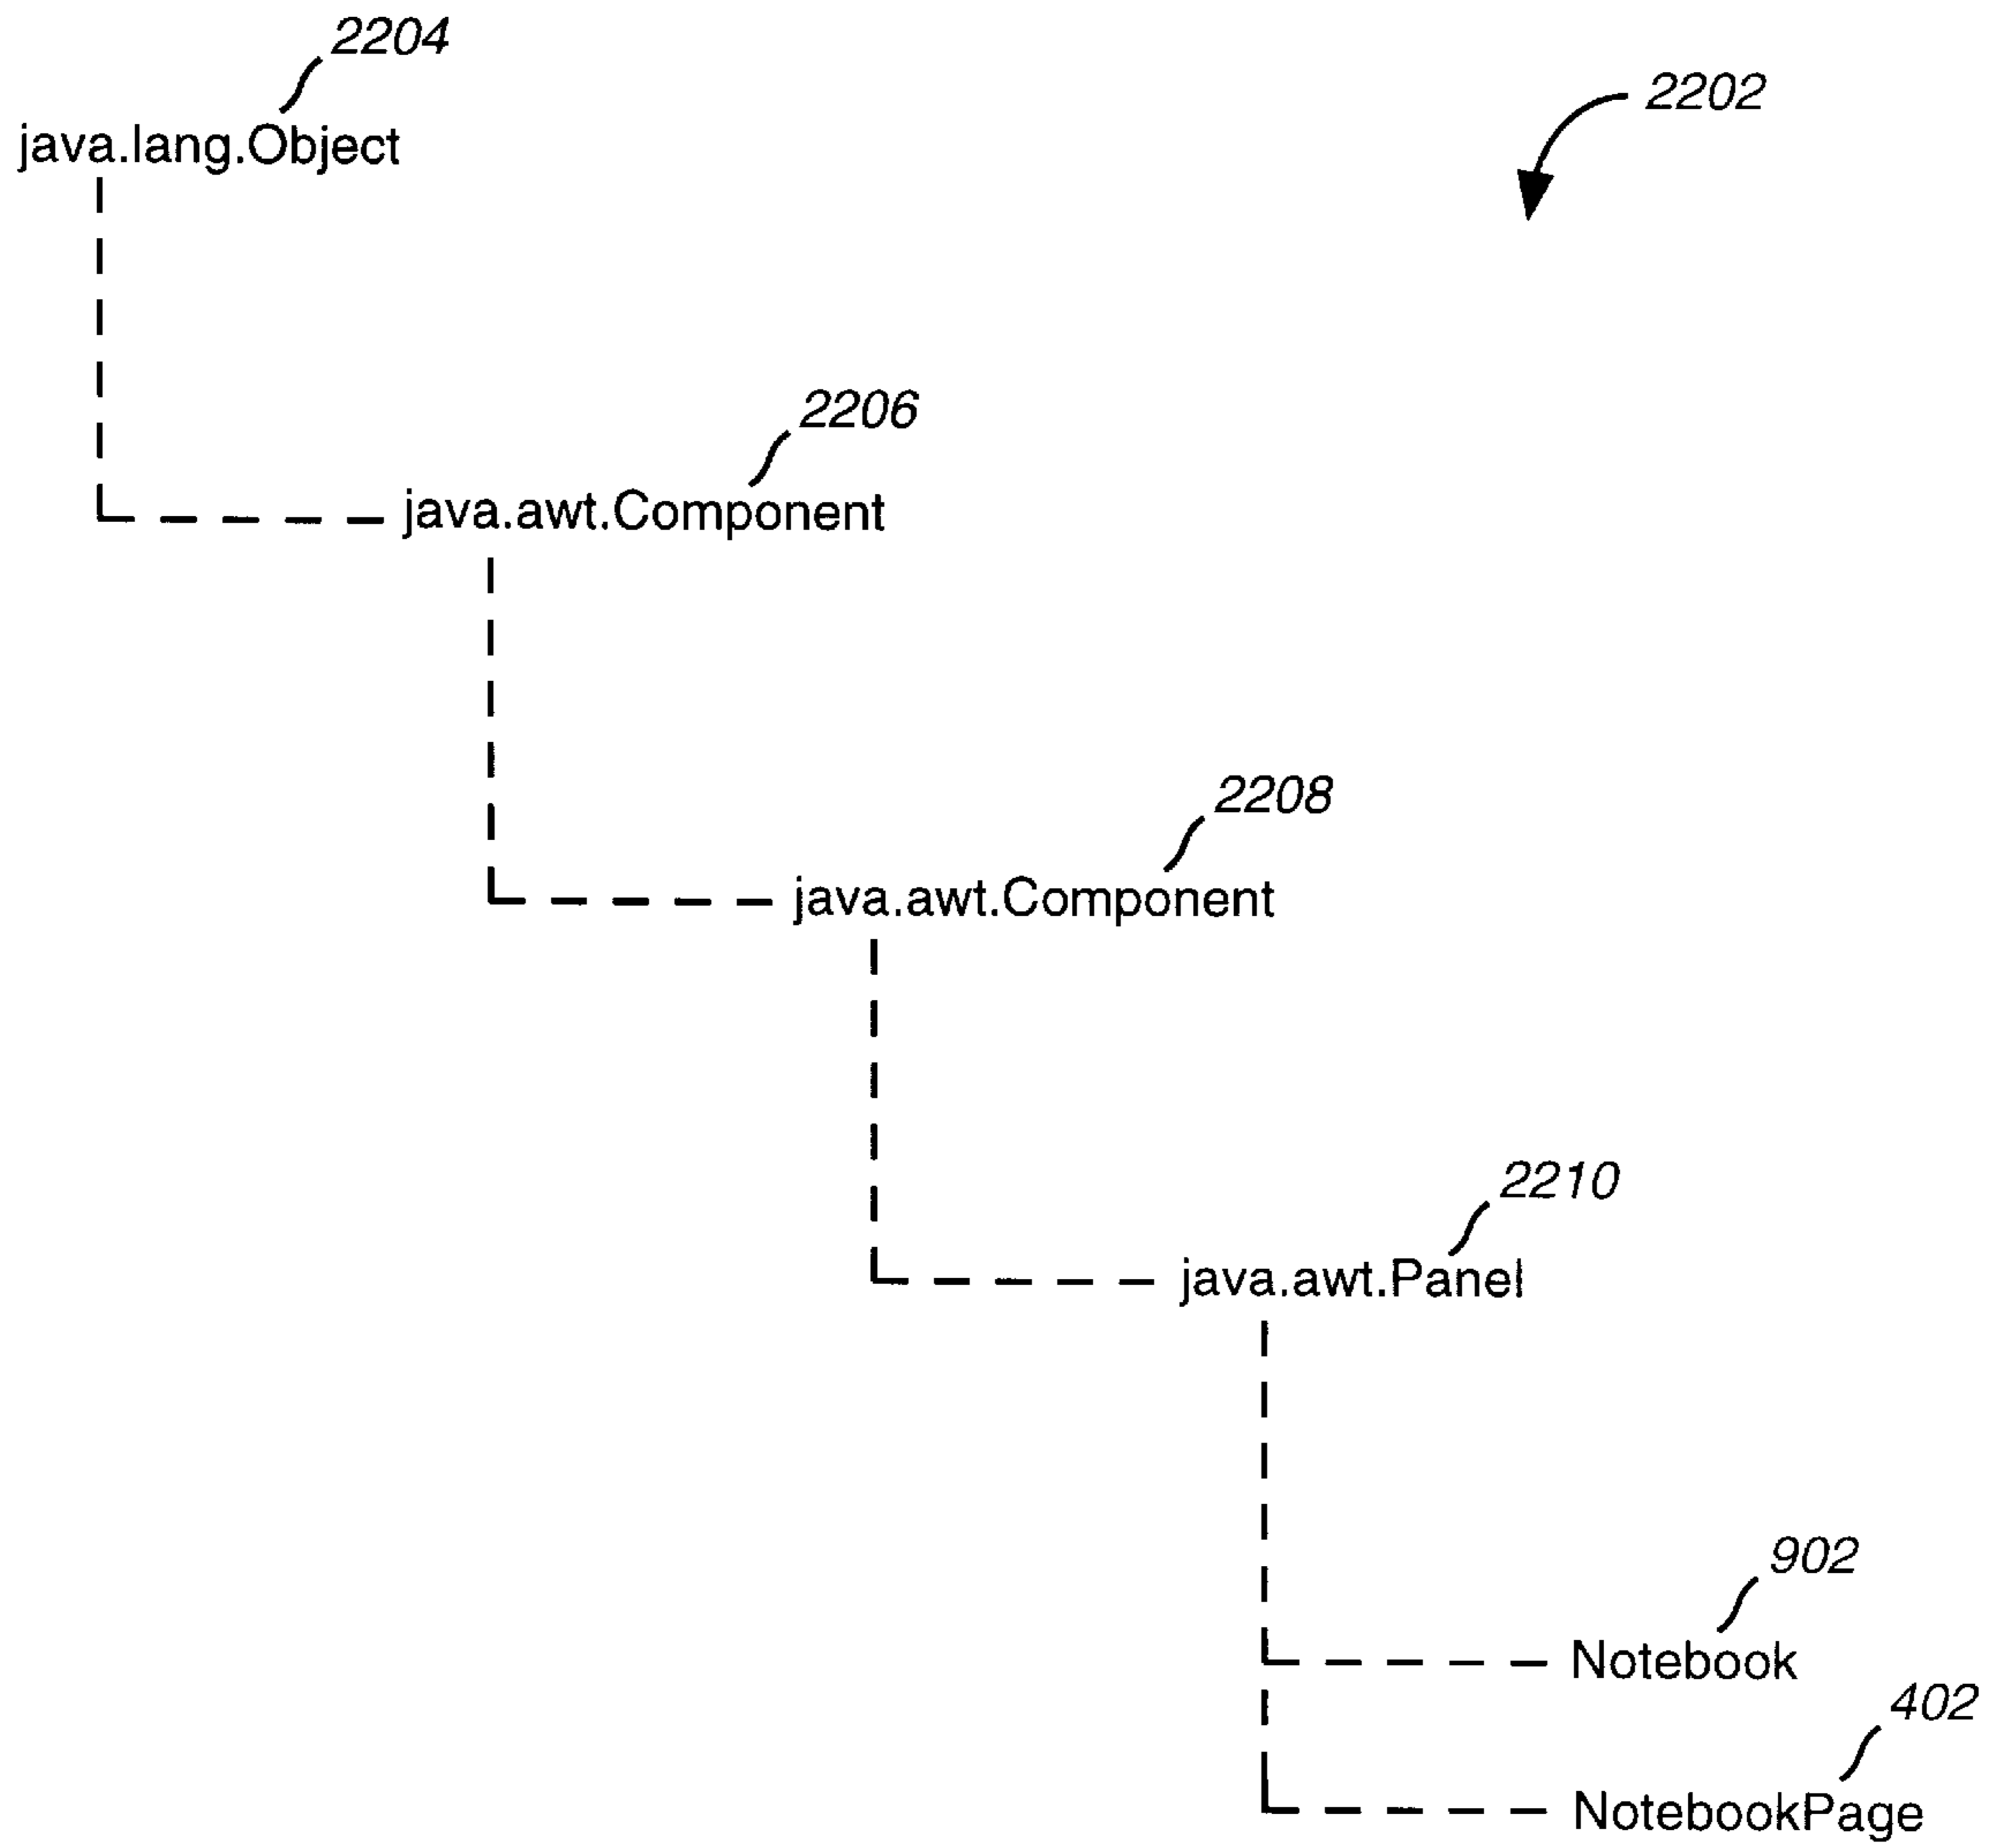 2204
2202
java.lang.Object
2206
java.awt.Component
2208
java.awt.Component
2210
java.awt.Panel
902
Notebook
402
NotebookPage